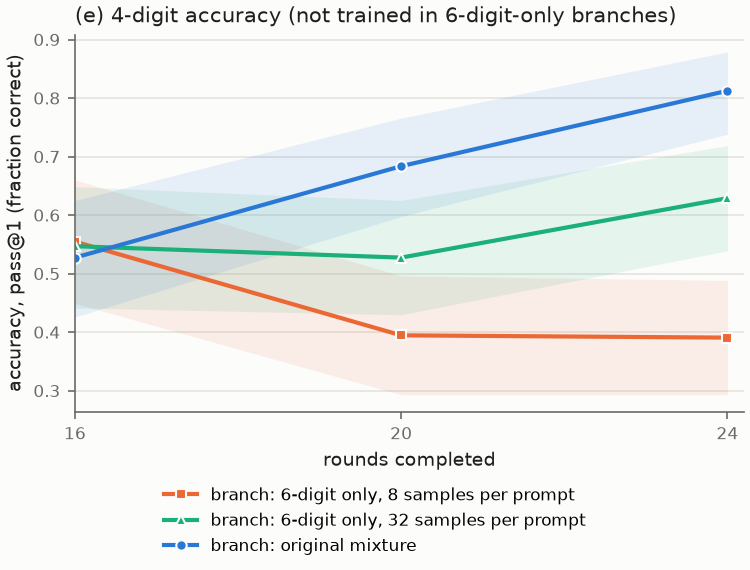 (e) 4-digit accuracy (not trained in 6-digit-only branches)
accuracy, pass@1 (fraction correct)
0.9
0.8
0.7
0.6
0.5
0.4
0.3
16 20 24
rounds completed
branch: 6-digit only, 8 samples per prompt
branch: 6-digit only, 32 samples per prompt
branch: original mixture